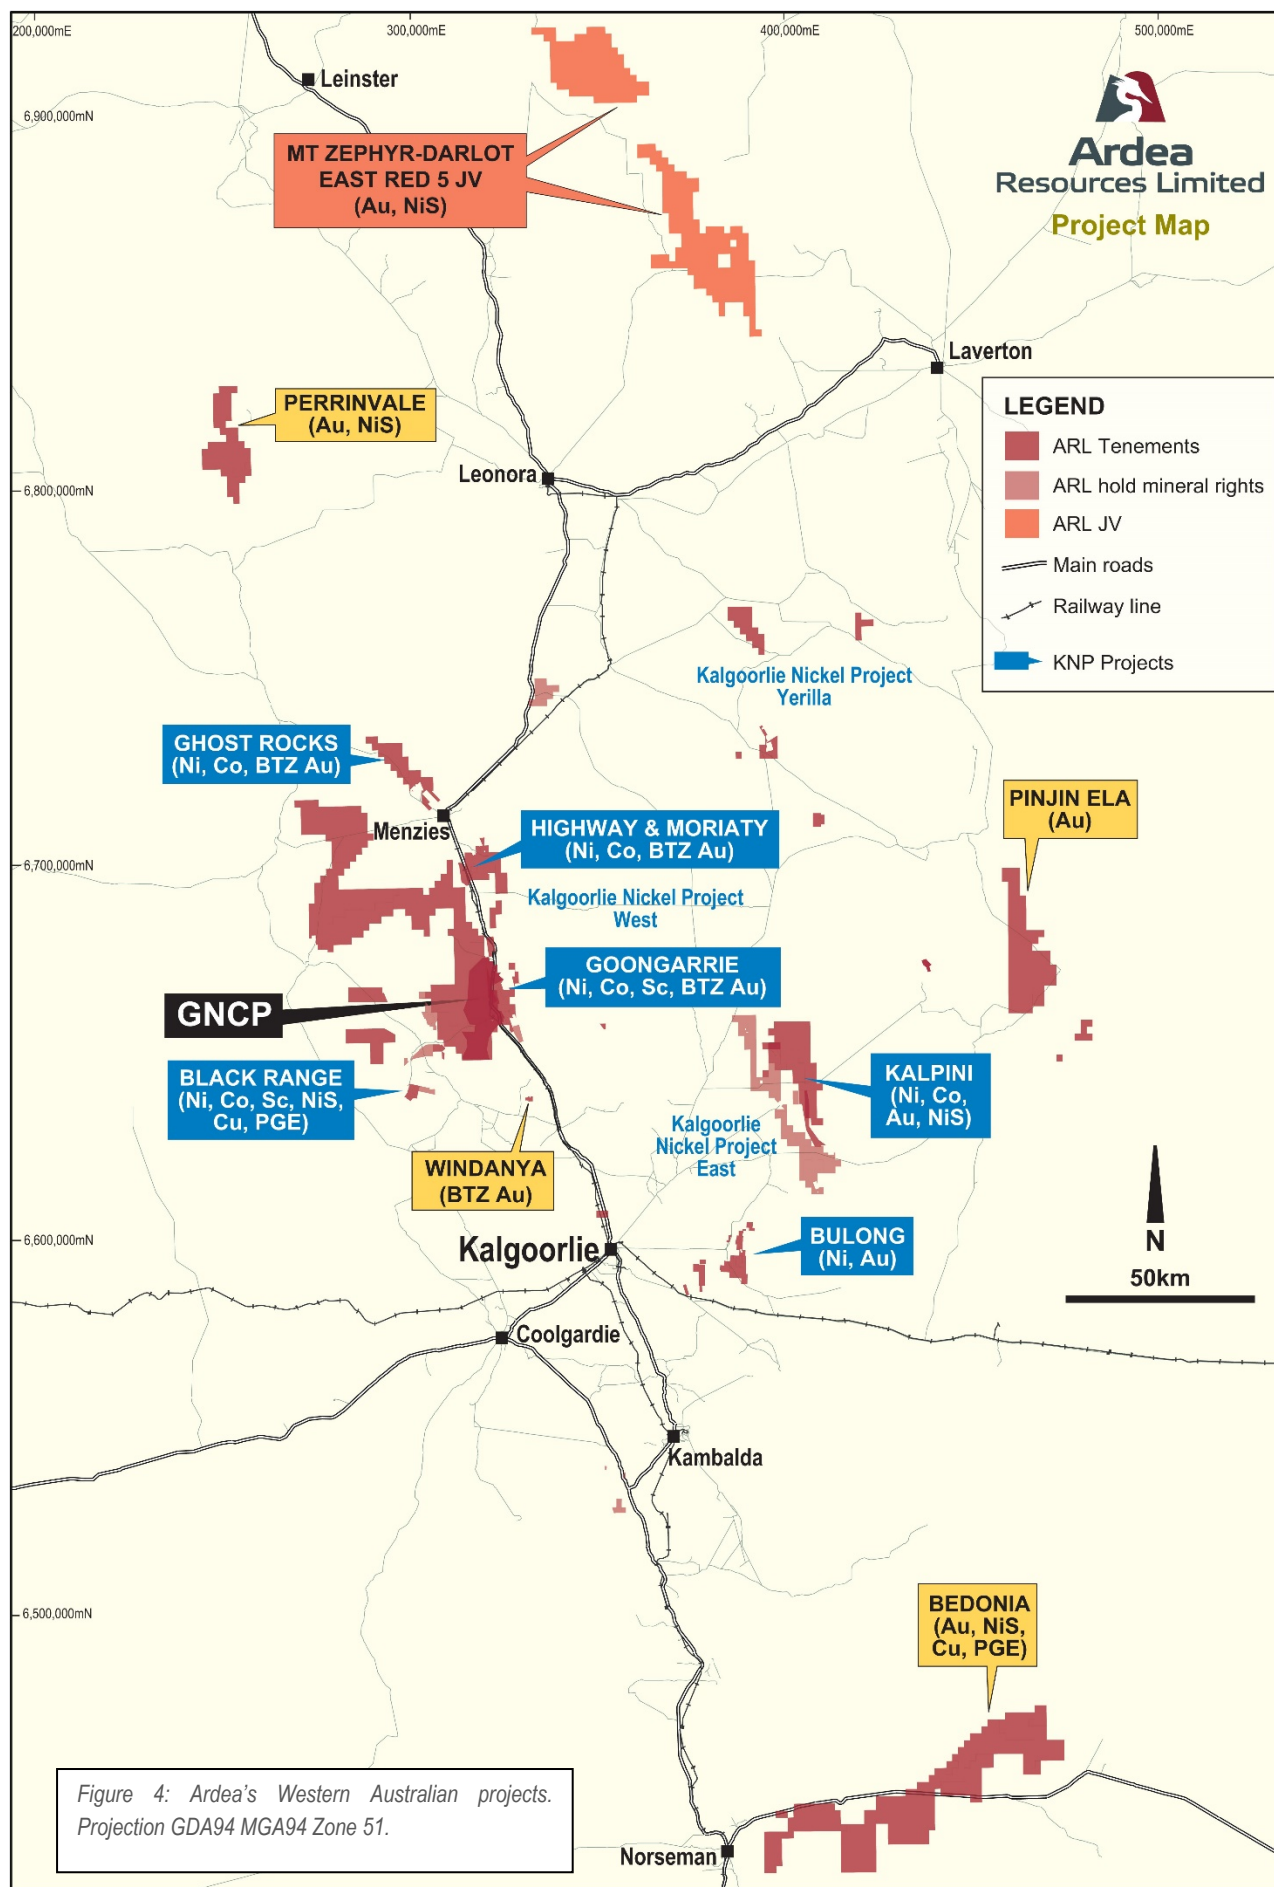 200,000mE
300,000mE
400,000mE
500,000mE
Leinster
6,900,000mN
Ardea
Resources Limited
Project Map
MT ZEPHYR-DARLOT
EAST RED 5 JV
(Au, NiS)
Laverton
LEGEND
ARL Tenements
ARL hold mineral rights
ARL JV
Main roads
Railway line
KNP Projects
PERRINVALE
(Au, NiS)
Leonora
6,800,000mN
Kalgoorlie Nickel Project
Yerilla
GHOST ROCKS
(Ni, Co, BTZ Au)
PINJIN ELA
(Au)
Menzies
HIGHWAY & MORIATY
(Ni, Co, BTZ Au)
6,700,000mN
Kalgoorlie Nickel Project
West
GOONGARRIE
(Ni, Co, Sc, BTZ Au)
GNCP
BLACK RANGE
(Ni, Co, Sc, NiS,
Cu, PGE)
KALPINI
(Ni, Co,
Au, NiS)
Kalgoorlie
Nickel Project
East
WINDANYA
(BTZ Au)
6,600,000mN
Kalgoorlie
BULONG
(Ni, Au)
N
50km
Coolgardie
Kambalda
6,500,000mN
BEDONIA
(Au, NiS,
Cu, PGE)
Figure 4: Ardea's Western Australian projects.
Projection GDA94 MGA94 Zone 51.
Norseman